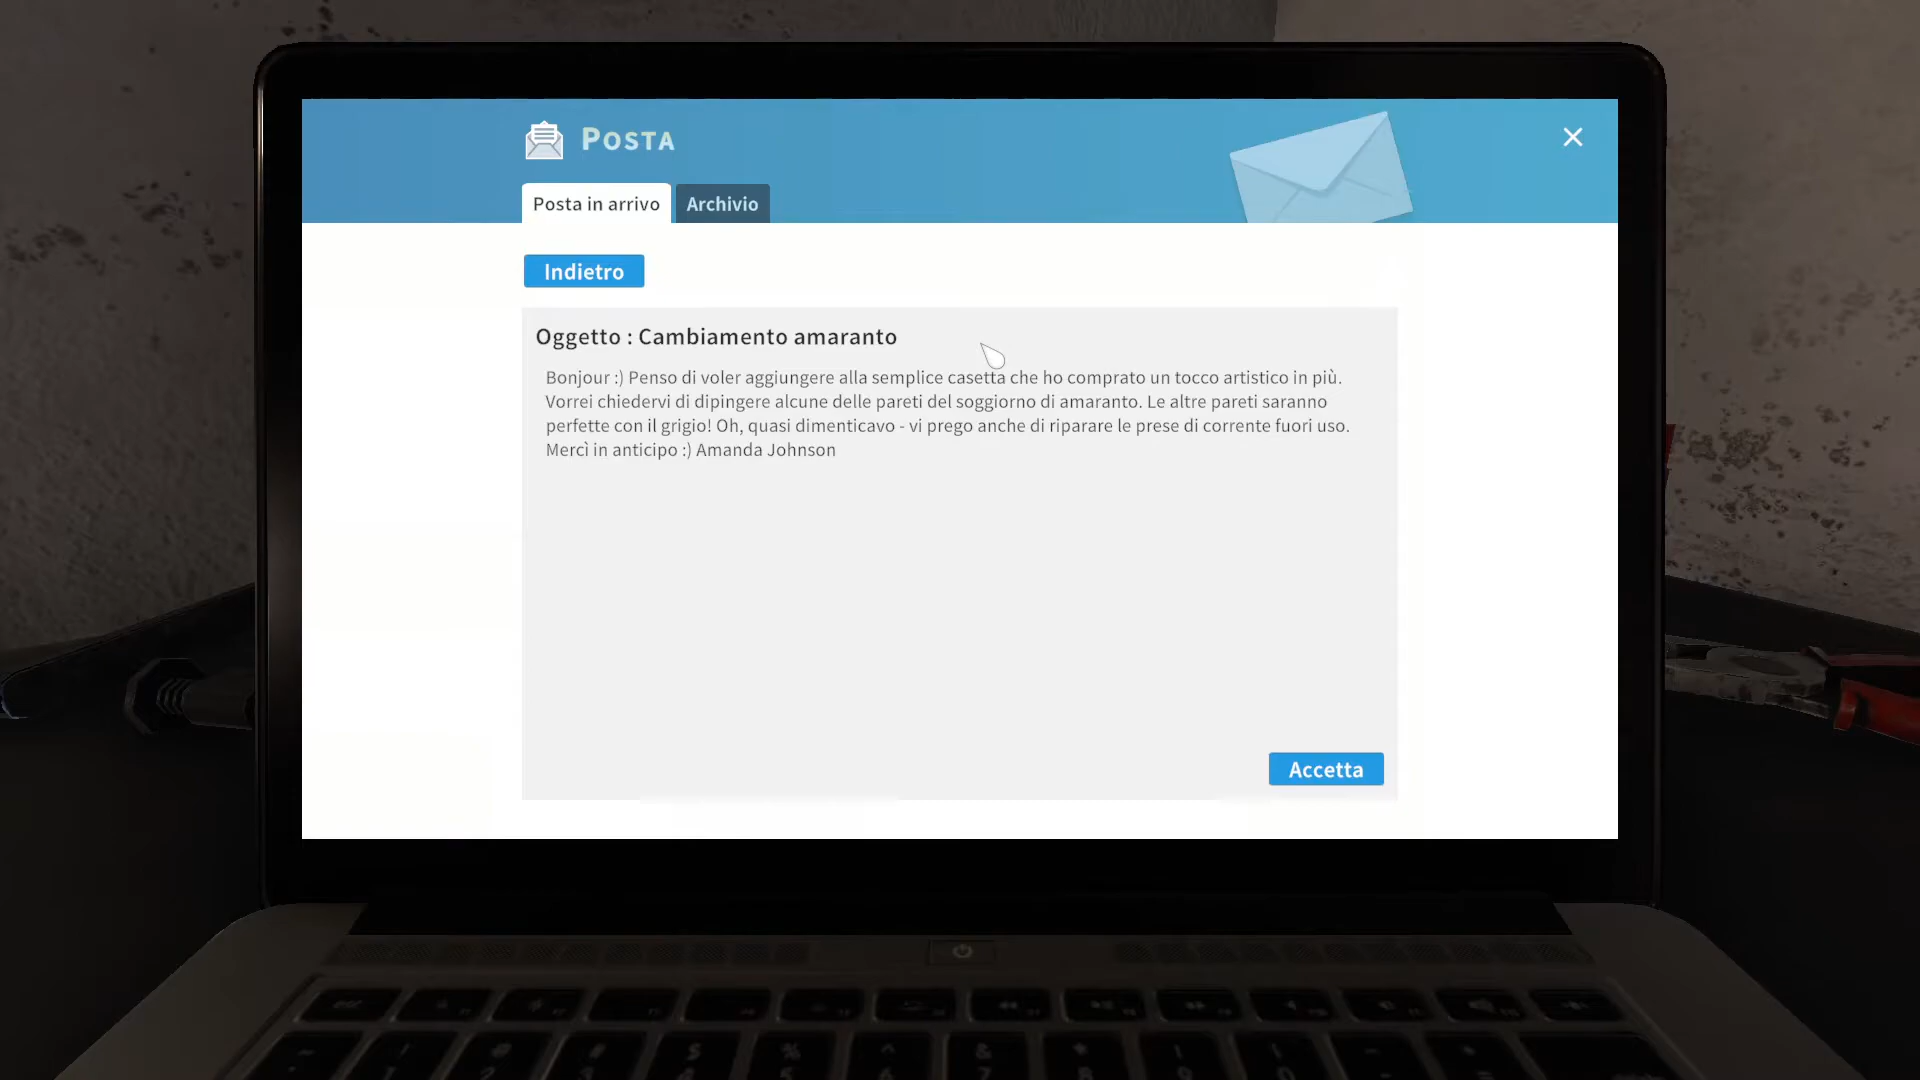 POSTA
Posta in arrivo
Archivio
Indietro
Oggetto : Cambiamento amaranto
Bonjour :) Penso di voler aggiungere alla semplice casetta che ho comprato un tocco artistico in più.
Vorrei chiedervi di dipingere alcune delle pareti del soggiorno di amaranto. Le altre pareti saranno
perfette con il grigio! Oh, quasi dimenticavo - vi prego anche di riparare le prese di corrente fuori uso.
Mercì in anticipo :) Amanda Johnson
Accetta